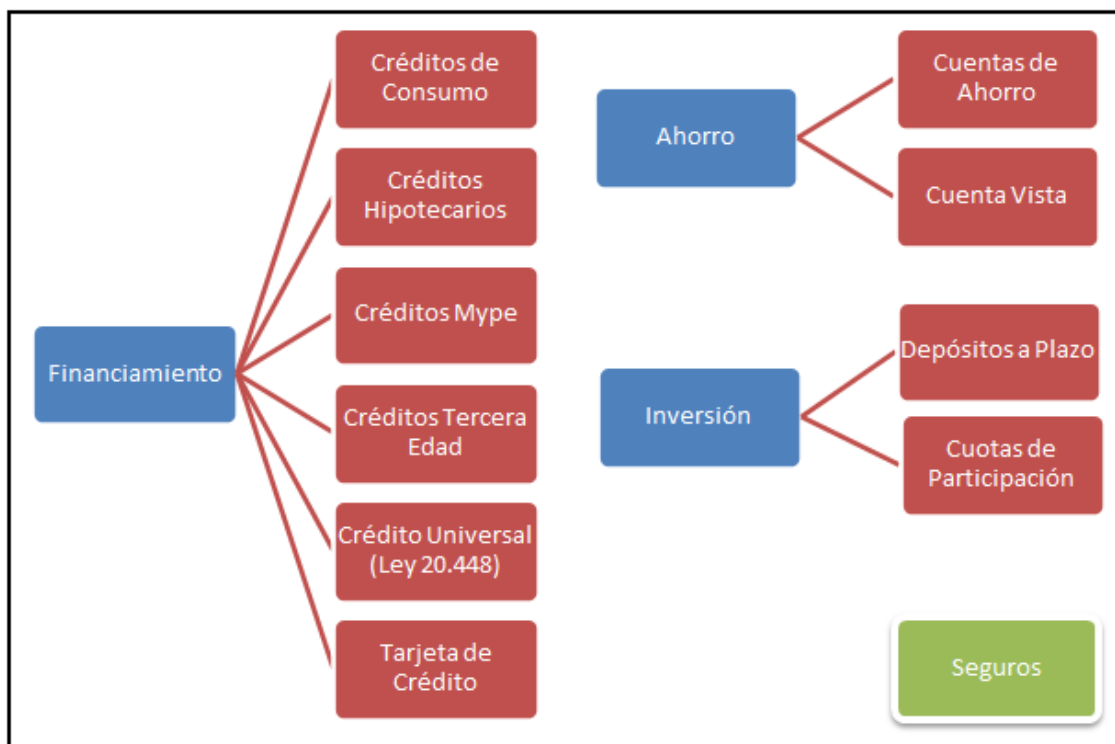 Financiamiento
Créditos de
Consumo
Créditos
Hipotecarios
Créditos Mype
Créditos Tercera
Edad
Crédito Universal
(Ley 20.448)
Tarjeta de
Crédito
Ahorro
Cuentas de
Ahorro
Cuenta Vista
Inversión
Depósitos a Plazo
Cuotas de
Participación
Seguros